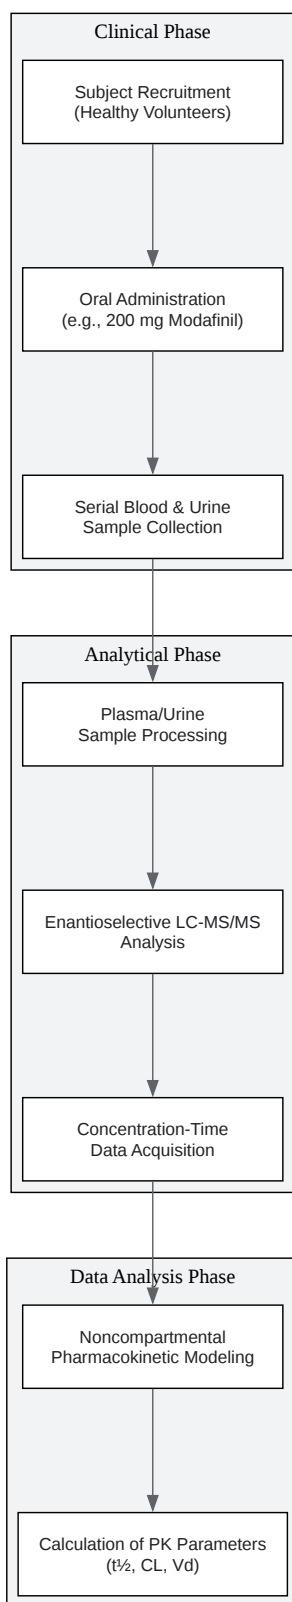 Clinical Phase
Subject Recruitment
(Healthy Volunteers)
Oral Administration
(e.g., 200 mg Modafinil)
Serial Blood & Urine
Sample Collection
Analytical Phase
Plasma/Urine
Sample Processing
Enantioselective LC-MS/MS
Analysis
Concentration-Time
Data Acquisition
Data Analysis Phase
Noncompartmental
Pharmacokinetic Modeling
Calculation of PK Parameters
(t½, CL, Vd)